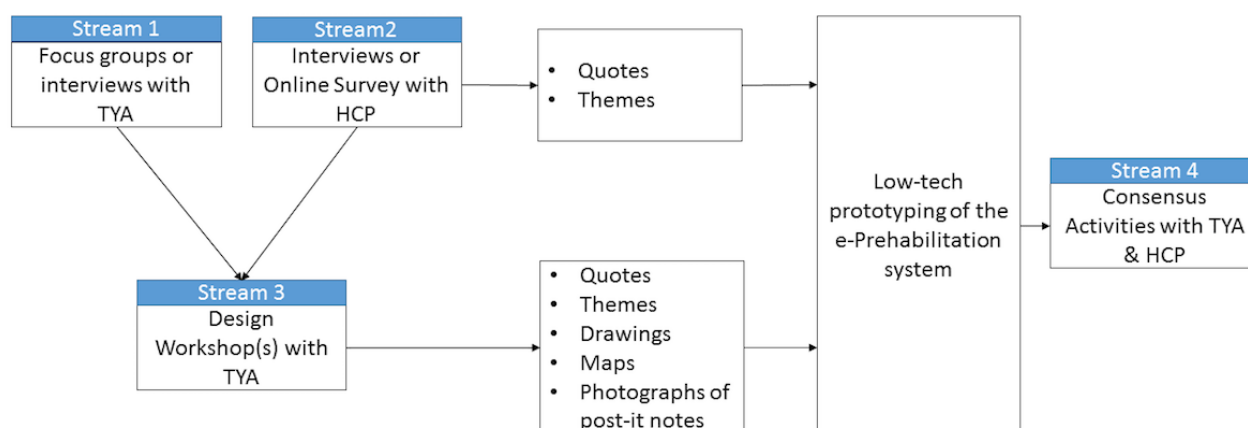 Stream 1
Focus groups or
interviews with
TYA
Stream2
Interviews or
Online Survey with
HCP
• Quotes
• Themes
Stream 3
Design
Workshop(s) with
TYA
• Quotes
• Themes
• Drawings
• Maps
• Photographs of
post-it notes
Low-tech
prototyping of the
e-Prehabilitation
system
Stream 4
Consensus
Activities with TYA
& HCP